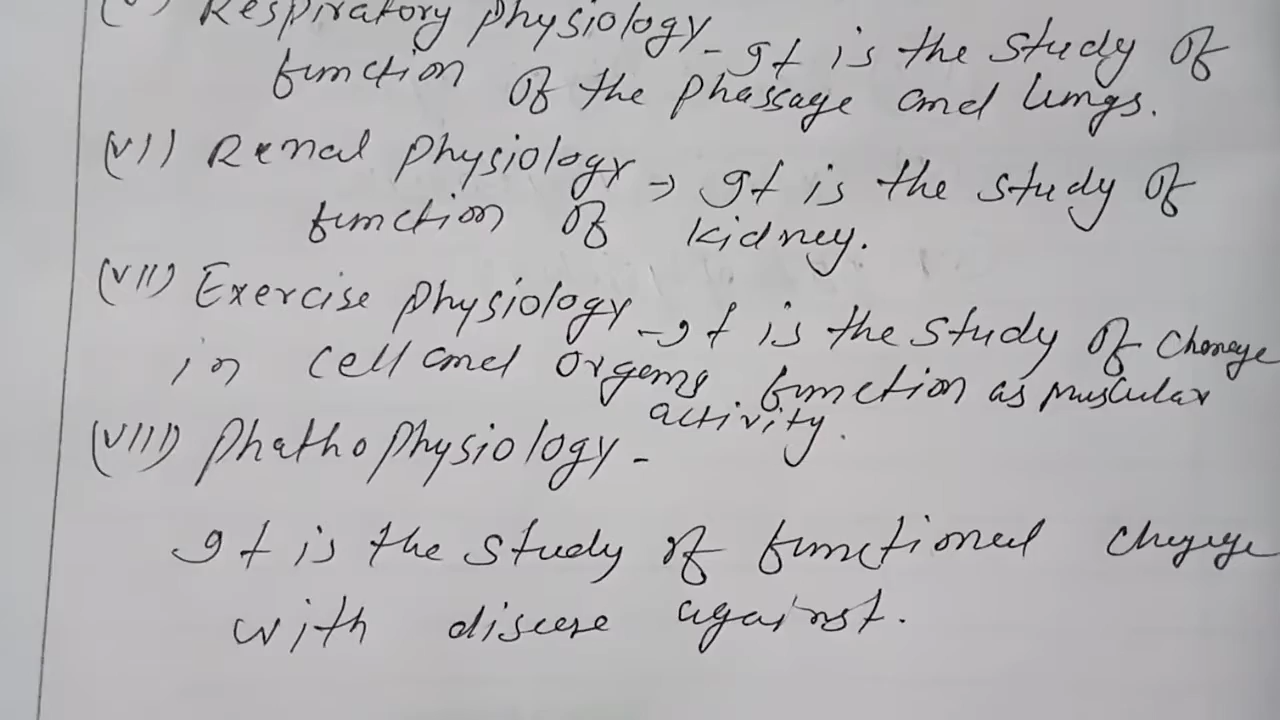 (V) Respiratory physiology - It is the study of
function of the phassage and lungs.
(VI) Renal physiology → It is the study of
function of kidney.
(VII) Exercise physiology - It is the study of change
in cell and organs function as muscular
activity.
(VIII) Phathophysiology -
It is the study of functional
with disease against.